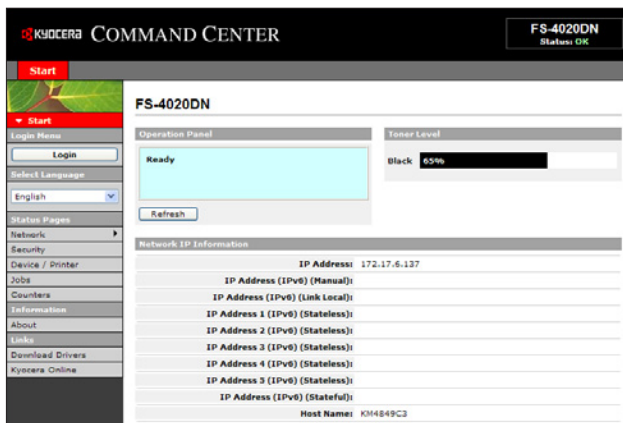 KYOCERA COMMAND CENTER
FS-4020DN
Status: OK
Start
Start
Login Menu
Login
Select Language
English
Status Pages
Network
Security
Device / Printer
Jobs
Counters
Information
About
Links
Download Drivers
Kyocera Online
FS-4020DN
Operation Panel
Ready
Refresh
Toner Level
Black 65%
Network IP Information
IP Address: 172.17.6.137
IP Address (IPv6) (Manual):
IP Address (IPv6) (Link Local):
IP Address 1 (IPv6) (Stateless):
IP Address 2 (IPv6) (Stateless):
IP Address 3 (IPv6) (Stateless):
IP Address 4 (IPv6) (Stateless):
IP Address 5 (IPv6) (Stateless):
IP Address (IPv6) (Stateful):
Host Name: KM4849C3